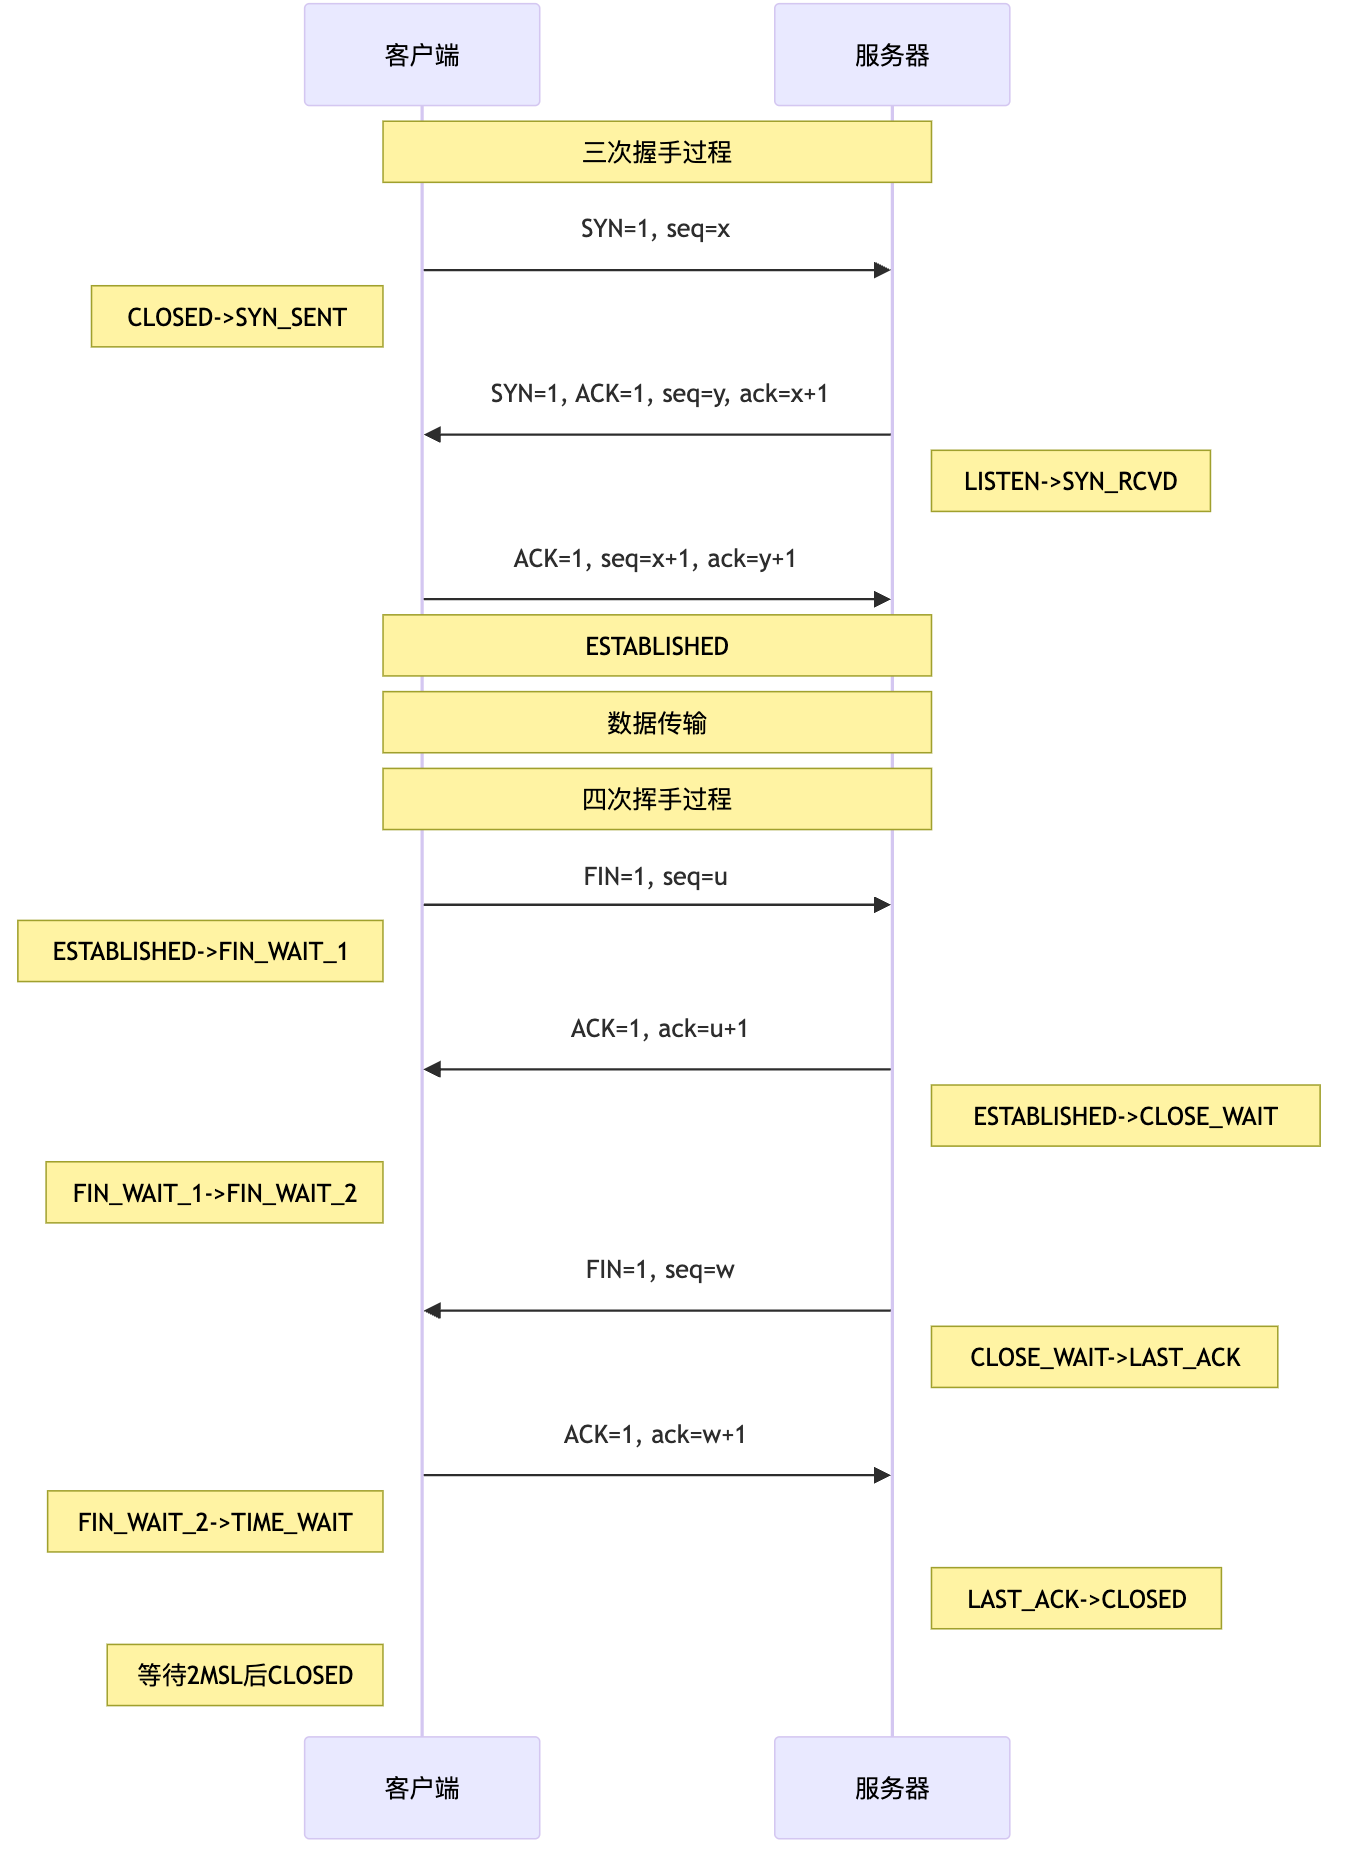 客户端
服务器
三次握手过程
SYN=1, seq=x
CLOSED->SYN_SENT
SYN=1, ACK=1, seq=y, ack=x+1
LISTEN->SYN_RCVD
ACK=1, seq=x+1, ack=y+1
ESTABLISHED
数据传输
四次挥手过程
FIN=1, seq=u
ESTABLISHED->FIN_WAIT_1
ACK=1, ack=u+1
ESTABLISHED->CLOSE_WAIT
FIN_WAIT_1->FIN_WAIT_2
FIN=1, seq=w
CLOSE_WAIT->LAST_ACK
ACK=1, ack=w+1
FIN_WAIT_2->TIME_WAIT
LAST_ACK->CLOSED
等待2MSL后CLOSED
客户端
服务器